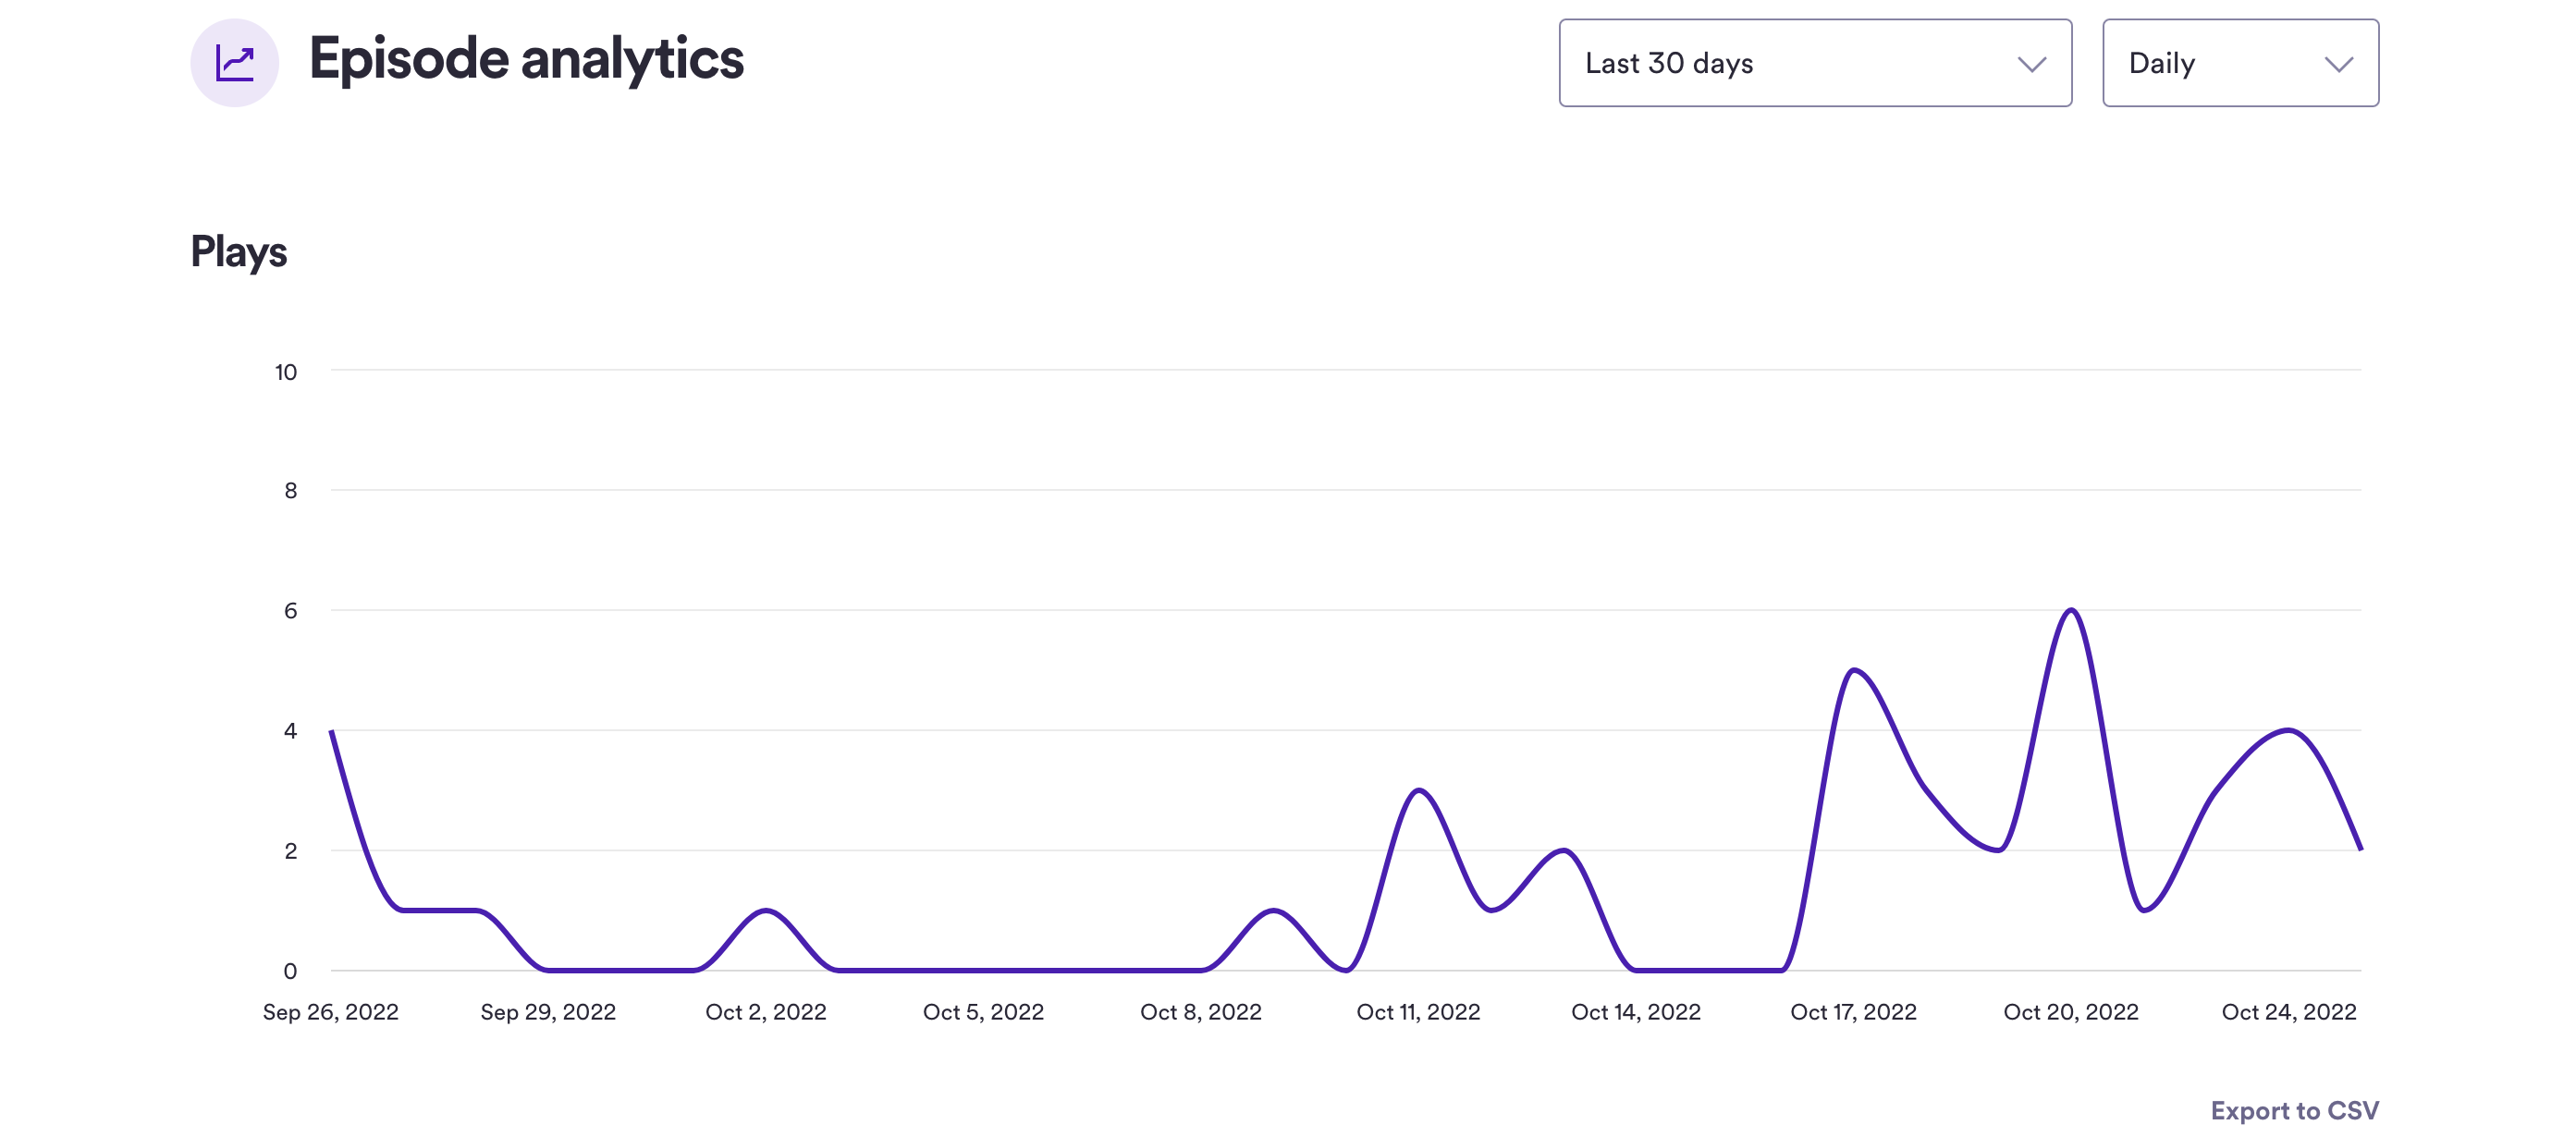 Episode analytics
Last 30 days
Daily
Plays
10
8
6
4
2
0
Sep 26, 2022
Sep 29, 2022
Oct 2, 2022
Oct 5, 2022
Oct 8, 2022
Oct 11, 2022
Oct 14, 2022
Oct 17, 2022
Oct 20, 2022
Oct 24, 2022
Export to CSV